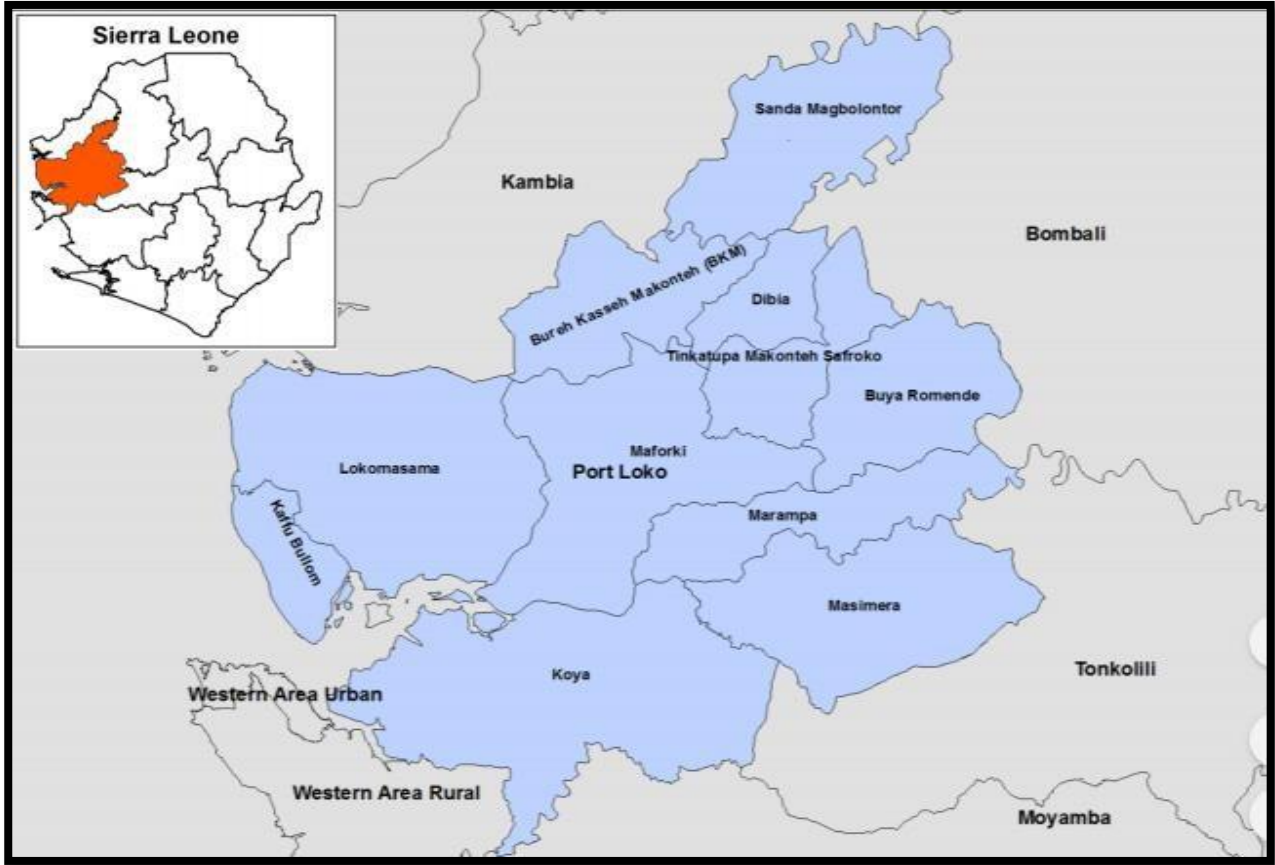 Sierra Leone
Sanda Magbolontor
Kambia
Bombali
Bureh Kasseh Makonteh (BKM)
Dibia
Tinkatupa Makonteh Safroko
Buya Romende
Maforki
Lokomasama
Port Loko
Kaffu Bullom
Marampa
Masimera
Koya
Tonkolili
Western Area Urban
Western Area Rural
Moyamba